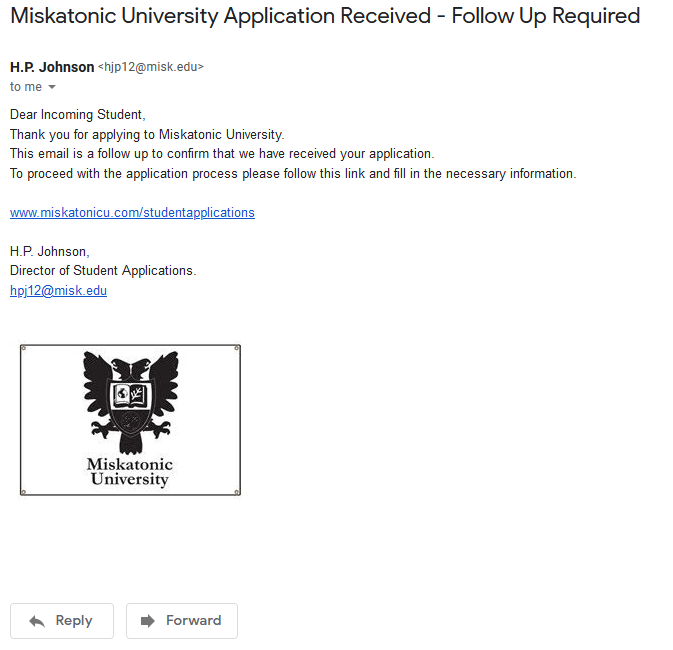 Miskatonic University Application Received - Follow Up Required
H.P. Johnson <hjp12@misk.edu>
to me
Dear Incoming Student,
Thank you for applying to Miskatonic University.
This email is a follow up to confirm that we have received your application.
To proceed with the application process please follow this link and fill in the necessary information.
www.miskatonicu.com/studentapplications
H.P. Johnson,
Director of Student Applications.
hpj12@misk.edu
Miskatonic
University
Reply
Forward